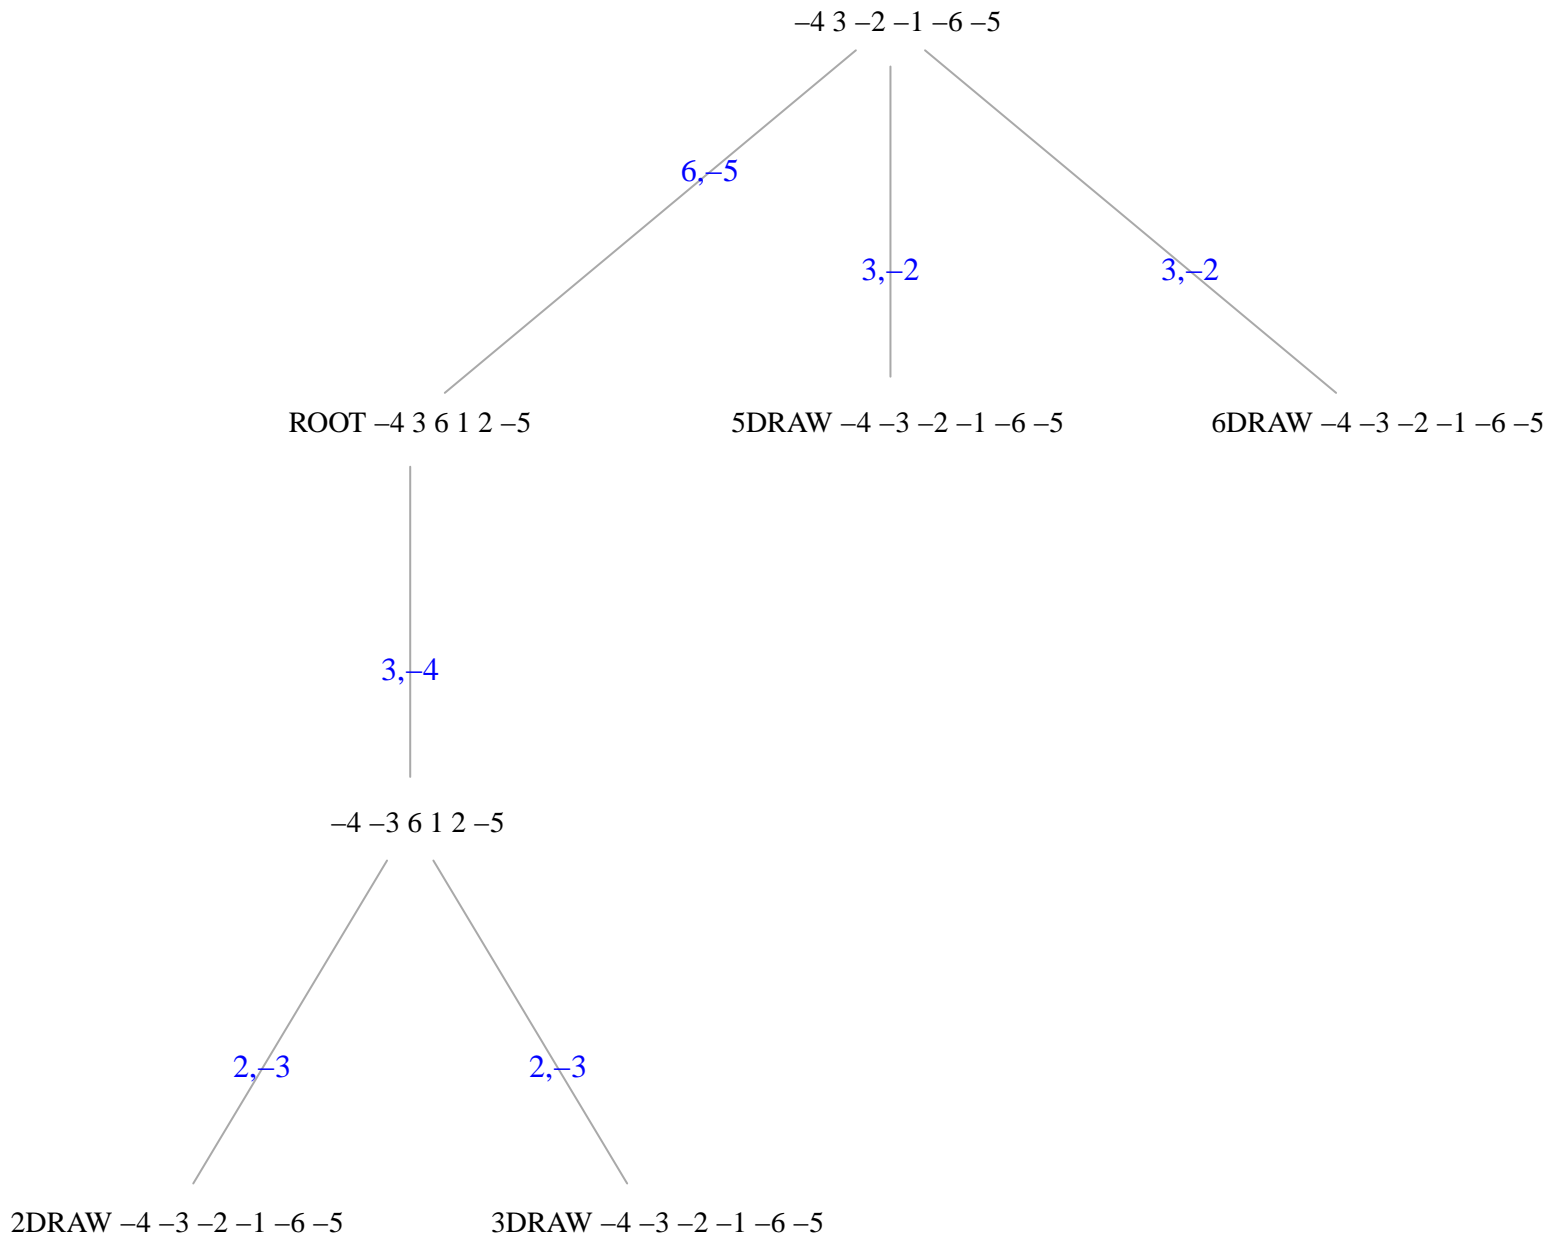 –4 3 –2 –1 –6 –5
6,–5
3,–2
3,–2
ROOT –4 3 6 1 2 –5
5DRAW –4 –3 –2 –1 –6 –5
6DRAW –4 –3 –2 –1 –6 –5
3,–4
–4 –3 6 1 2 –5
2,–3
2,–3
2DRAW –4 –3 –2 –1 –6 –5
3DRAW –4 –3 –2 –1 –6 –5